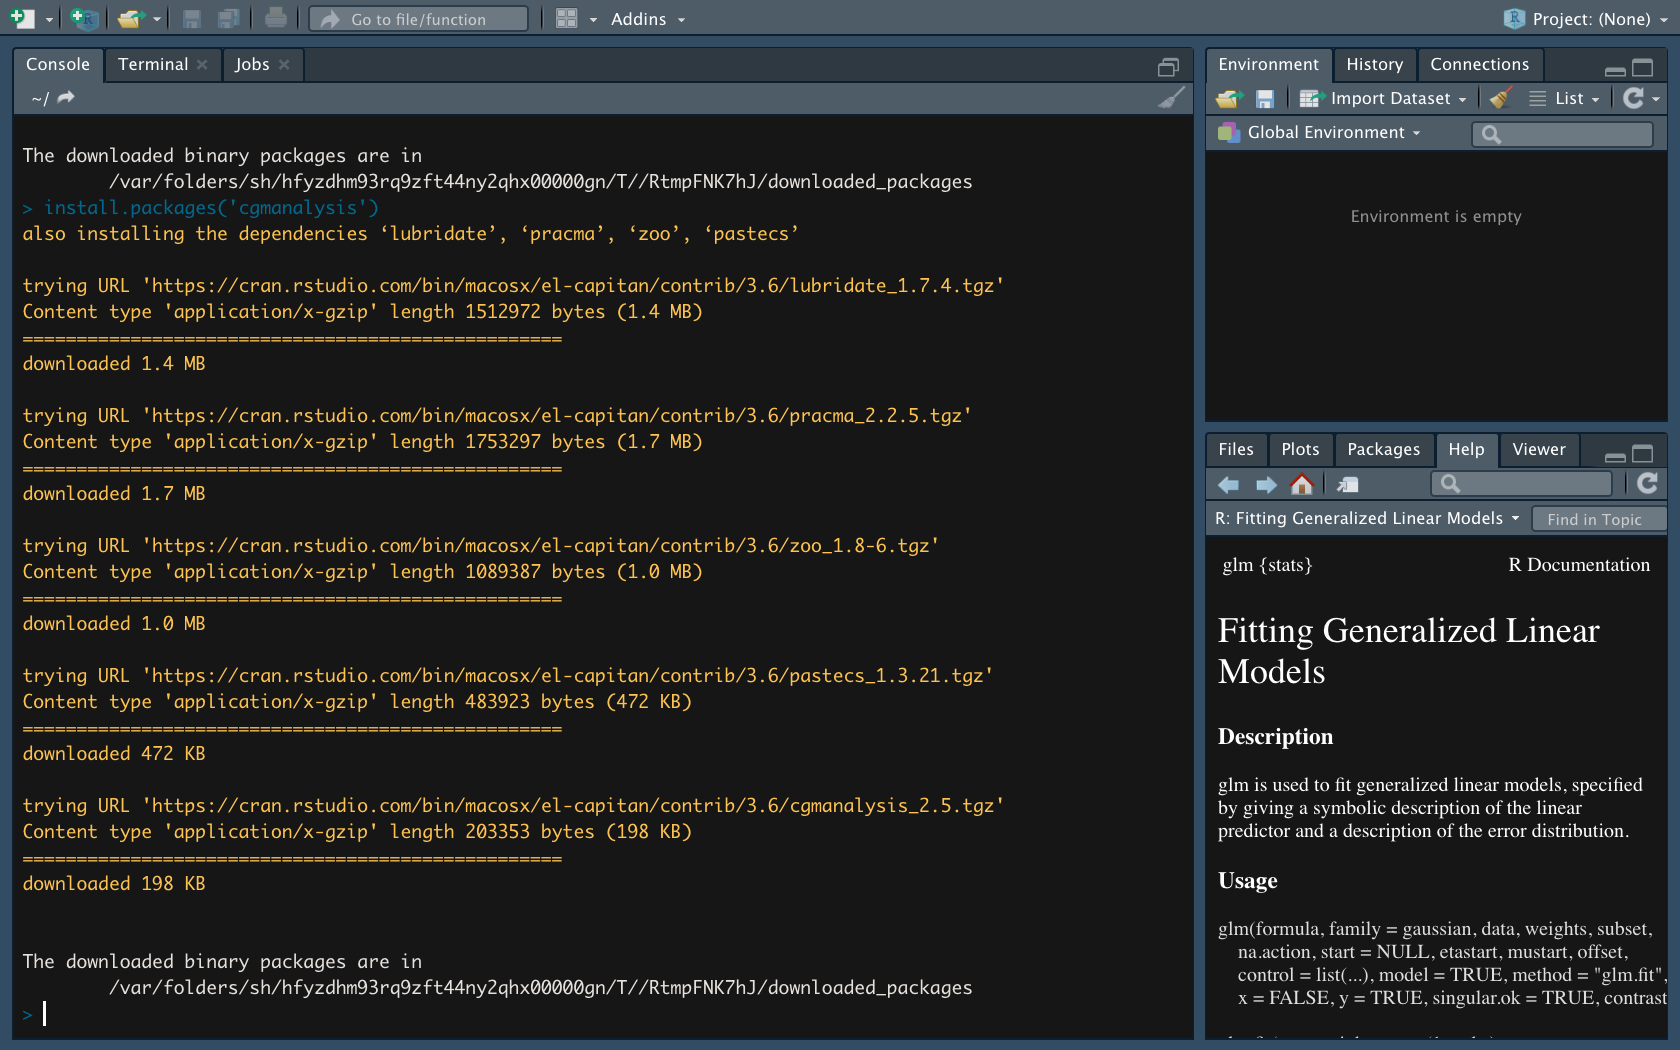 Go to file/function
Addins
Project: (None)
Console
Terminal
Jobs
~/
The downloaded binary packages are in
/var/folders/sh/hfyzdhm93rq9zft44ny2qhx00000gn/T//RtmpFNK7hJ/downloaded_packages
> install.packages('cgmanalysis')
also installing the dependencies ‘lubridate’, ‘pracma’, ‘zoo’, ‘pastecs’
trying URL 'https://cran.rstudio.com/bin/macosx/el-capitan/contrib/3.6/lubridate_1.7.4.tgz'
Content type 'application/x-gzip' length 1512972 bytes (1.4 MB)
==================================================
downloaded 1.4 MB
trying URL 'https://cran.rstudio.com/bin/macosx/el-capitan/contrib/3.6/pracma_2.2.5.tgz'
Content type 'application/x-gzip' length 1753297 bytes (1.7 MB)
==================================================
downloaded 1.7 MB
trying URL 'https://cran.rstudio.com/bin/macosx/el-capitan/contrib/3.6/zoo_1.8-6.tgz'
Content type 'application/x-gzip' length 1089387 bytes (1.0 MB)
==================================================
downloaded 1.0 MB
trying URL 'https://cran.rstudio.com/bin/macosx/el-capitan/contrib/3.6/pastecs_1.3.21.tgz'
Content type 'application/x-gzip' length 483923 bytes (472 KB)
==================================================
downloaded 472 KB
trying URL 'https://cran.rstudio.com/bin/macosx/el-capitan/contrib/3.6/cgmanalysis_2.5.tgz'
Content type 'application/x-gzip' length 203353 bytes (198 KB)
==================================================
downloaded 198 KB
The downloaded binary packages are in
/var/folders/sh/hfyzdhm93rq9zft44ny2qhx00000gn/T//RtmpFNK7hJ/downloaded_packages
>
Environment
History
Connections
Import Dataset
List
Global Environment
Environment is empty
Files
Plots
Packages
Help
Viewer
R: Fitting Generalized Linear Models
Find in Topic
glm {stats}
R Documentation
Fitting Generalized Linear
Models
Description
glm is used to fit generalized linear models, specified
by giving a symbolic description of the linear
predictor and a description of the error distribution.
Usage
glm(formula, family = gaussian, data, weights, subset,
na.action, start = NULL, etastart, mustart, offset,
control = list(...), model = TRUE, method = "glm.fit",
x = FALSE, y = TRUE, singular.ok = TRUE, contrast